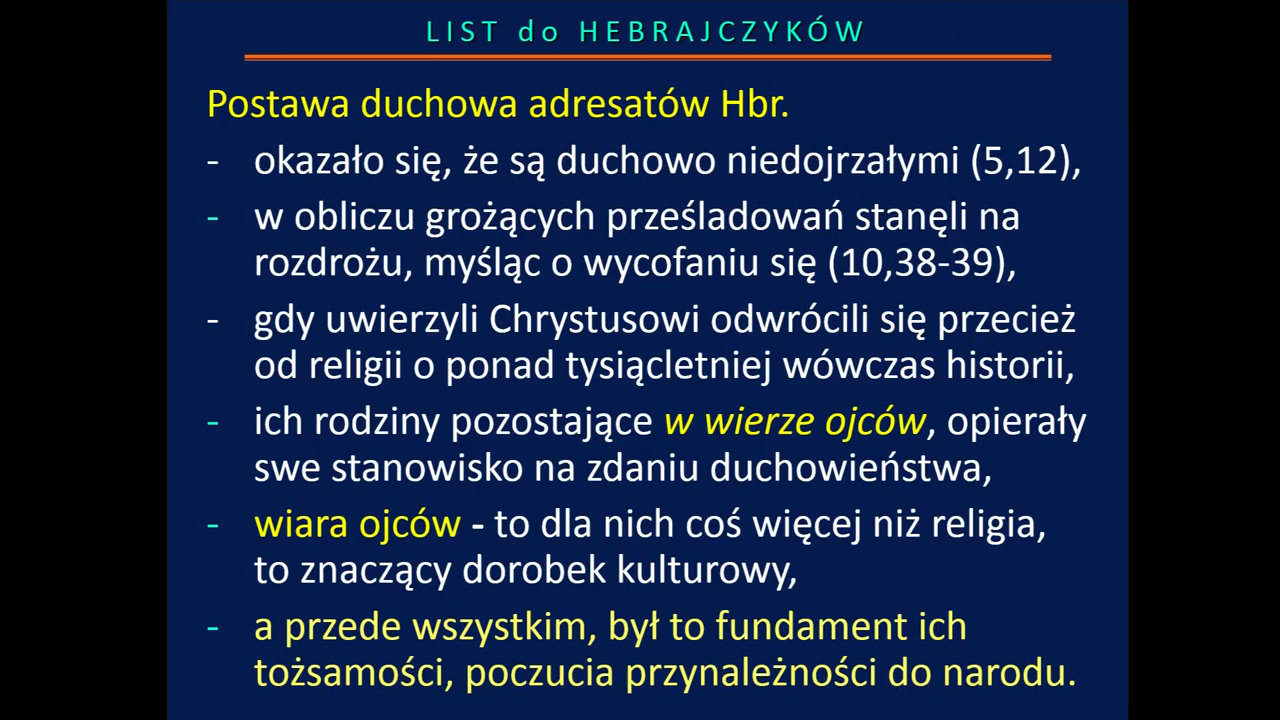 LIST do HEBRAJCZYKÓW
Postawa duchowa adresatów Hbr.
- okazało się, że są duchowo niedojrzałymi (5,12),
- w obliczu grożących prześladowań stanęli na
rozdrożu, myśląc o wycofaniu się (10,38-39),
- gdy uwierzyli Chrystusowi odwrócili się przecież
od religii o ponad tysiącletniej wówczas historii,
- ich rodziny pozostające w wierze ojców, opierały
swe stanowisko na zdaniu duchowieństwa,
- wiara ojców - to dla nich coś więcej niż religia,
to znaczący dorobek kulturowy,
- a przede wszystkim, był to fundament ich
tożsamości, poczucia przynależności do narodu.